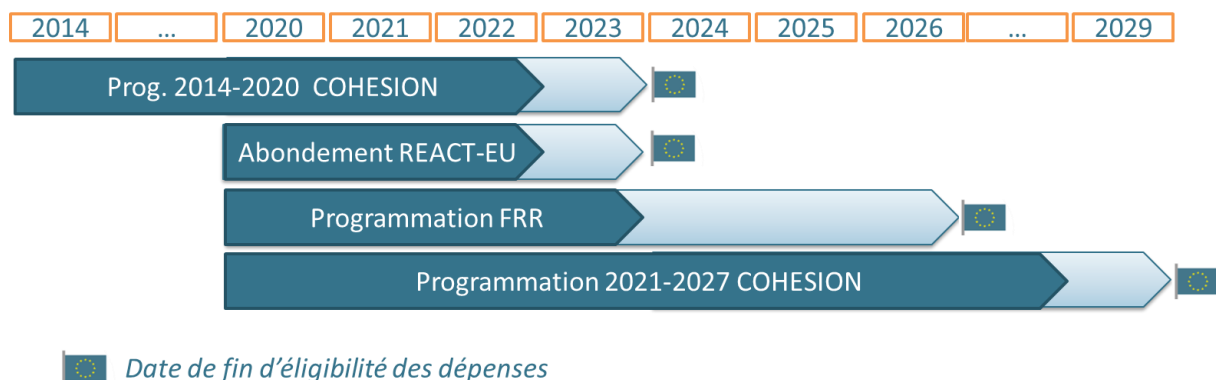 2014 ... 2020 2021 2022 2023 2024 2025 2026 ... 2029
Prog. 2014-2020 COHESION
Abondement REACT-EU
Programmation FRR
Programmation 2021-2027 COHESION
Date de fin d'éligibilité des dépenses